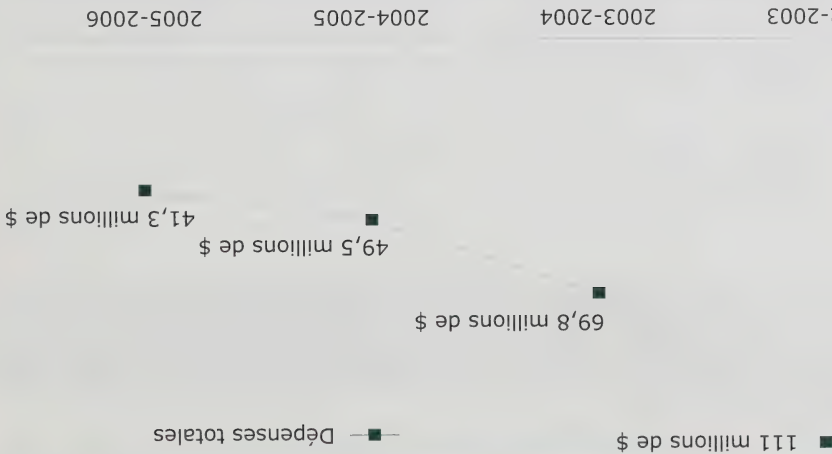 111 millions de $
Dépenses totales
69,8 millions de $
49,5 millions de $
41,3 millions de $
-2003 2003-2004 2004-2005 2005-2006